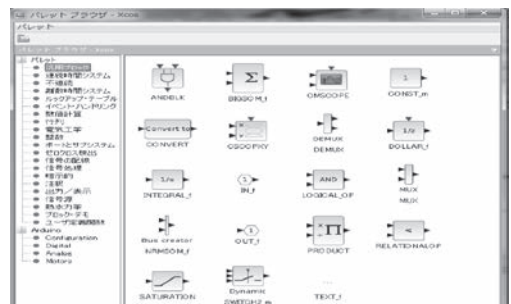 パレット ブラウザ - Xcos
パレット
パレット ブラウザ - Xcos
パレット
汎用ブロック
連続時間システム
不連続
離散時間システム
ルックアップ・テーブル
イベント・ハンドリング
数値計算
行列
電気工学
整数
ポートとサブシステム
ゼロクロス検出
信号の配線
信号処理
暗示的
注釈
出力／表示
信号源
熱水力学
ブロック・デモ
ユーザ定義関数
Arduino
Configuration
Digital
Analog
Motors
ANDBLK
Σ
BIGSOM_f
CMSCOPE
1
CONST_m
Convert to
CONVERT
CSCOPXY
DEMUX
DEMUX
1/z
DOLLAR_f
1/s
INTEGRAL_f
1
IN_f
AND
LOGICAL_OP
MUX
MUX
Bus creator
NRMSOM_f
1
OUT_f
Π
PRODUCT
<
RELATIONALOP
SATURATION
Dynamic
SWITCH2_m
TEXT_f